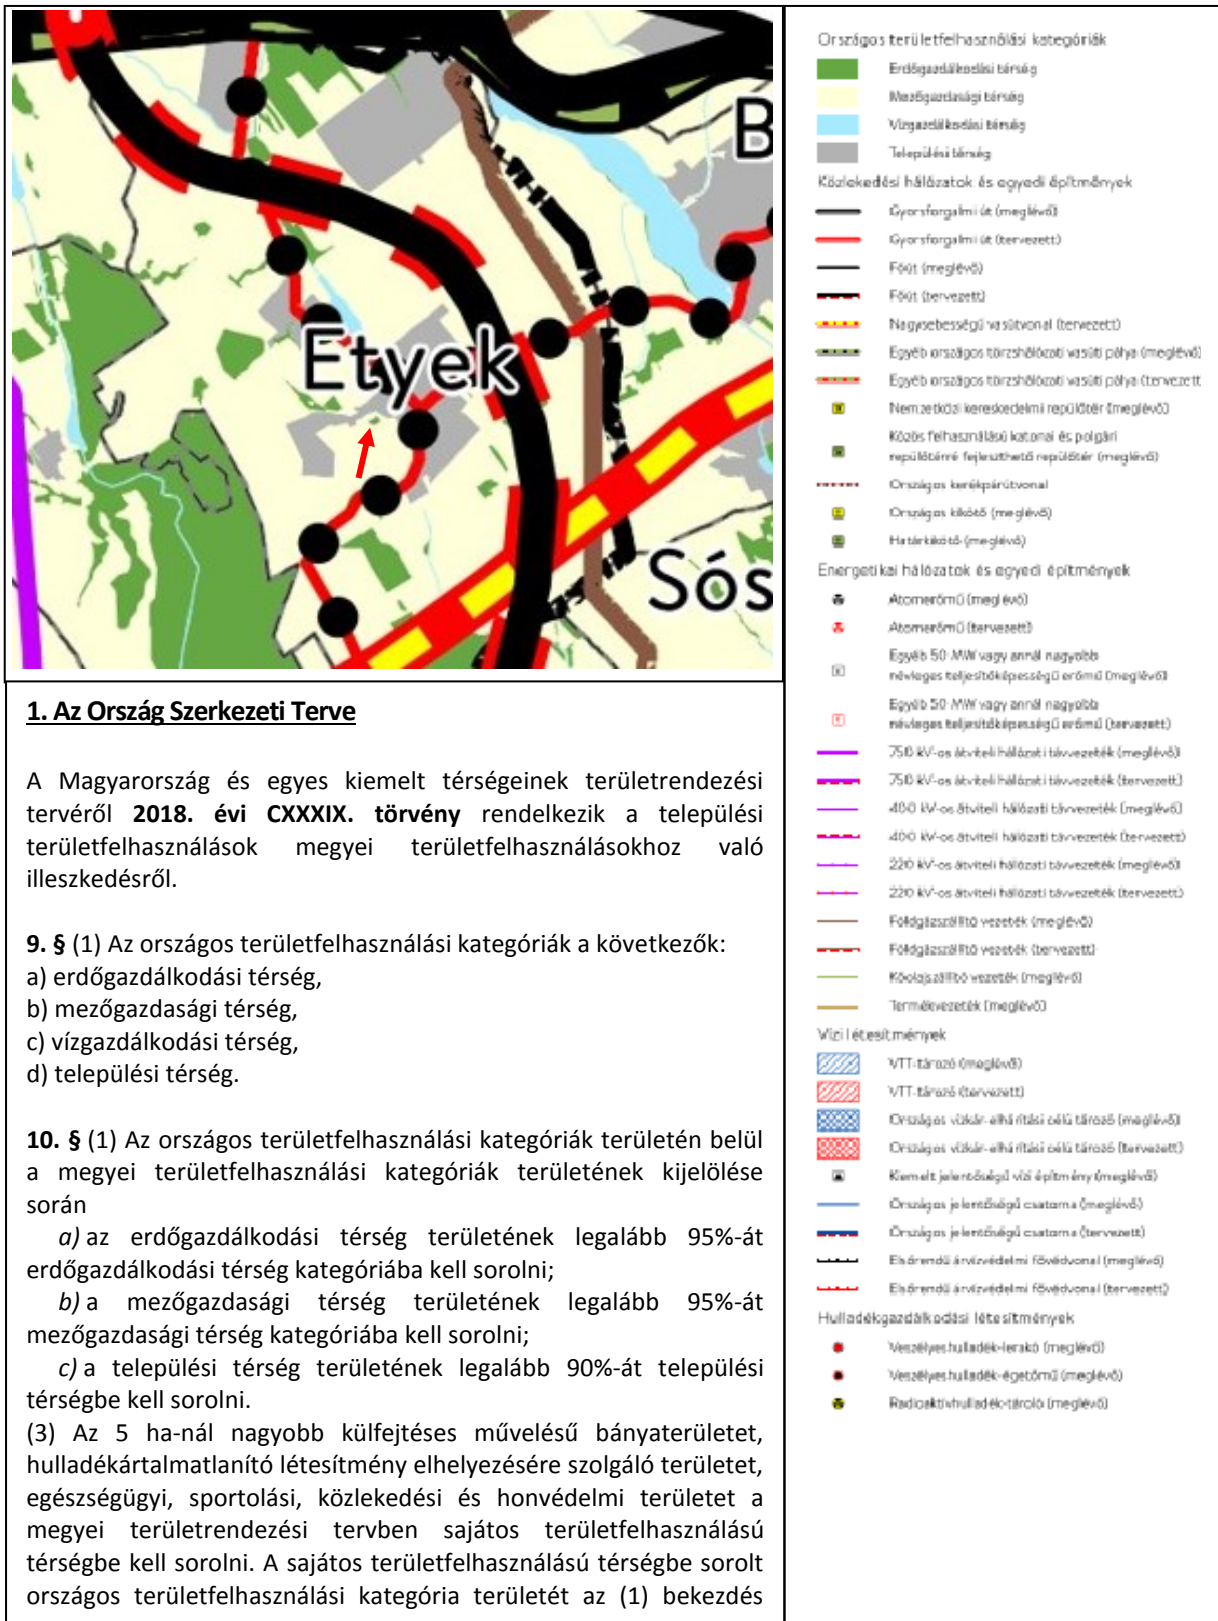 Etyek
B
Sós
1. Az Ország Szerkezeti Terve
A Magyarország és egyes kiemelt térségeinek területrendezési
tervéről 2018. évi CXXXIX. törvény rendelkezik a települési
területfelhasználások megyei területfelhasználásokhoz való
illeszkedésről.
9. § (1) Az országos területfelhasználási kategóriák a következők:
a) erdőgazdálkodási térség,
b) mezőgazdasági térség,
c) vízgazdálkodási térség,
d) települési térség.
10. § (1) Az országos területfelhasználási kategóriák területén belül
a megyei területfelhasználási kategóriák területének kijelölése
során
a) az erdőgazdálkodási térség területének legalább 95%-át
erdőgazdálkodási térség kategóriába kell sorolni;
b) a mezőgazdasági térség területének legalább 95%-át
mezőgazdasági térség kategóriába kell sorolni;
c) a települési térség területének legalább 90%-át települési
térségbe kell sorolni.
(3) Az 5 ha-nál nagyobb külfejtéses művelésű bányaterületet,
hulladékártalmatlanító létesítmény elhelyezésére szolgáló területet,
egészségügyi, sportolási, közlekedési és honvédelmi területet a
megyei területrendezési tervben sajátos területfelhasználású
térségbe kell sorolni. A sajátos területfelhasználású térségbe sorolt
országos területfelhasználási kategória területét az (1) bekezdés
Országos területfelhasználási kategóriák
Erdőgazdálkodási térség
Mezőgazdasági térség
Vízgazdálkodási térség
Települési térség
Közlekedési hálózatok és egyedi építmények
Gyorsforgalmi út (meglévő)
Gyorsforgalmi út (tervezett)
Főút (meglévő)
Főút (tervezett)
Nagysebességű vasútvonal (tervezett)
Egyéb országos törzshálózati vasúti pálya (meglévő)
Egyéb országos törzshálózati vasúti pálya (tervezett
Nemzetközi kereskedelmi repülőtér (meglévő)
Közös felhasználású katonai és polgári
repülőtérré fejleszthető repülőtér (meglévő)
Országos kerékpárútvonal
Országos kikötő (meglévő)
Határkikötő (meglévő)
Energetikai hálózatok és egyedi építmények
Atomerőmű (meglévő)
Atomerőmű (tervezett)
Egyéb 50 MW vagy annál nagyobb
névleges teljesítőképességű erőmű (meglévő)
Egyéb 50 MW vagy annál nagyobb
névleges teljesítőképességű erőmű (tervezett)
750 kV-os átviteli hálózati távvezeték (meglévő)
750 kV-os átviteli hálózati távvezeték (tervezett)
400 kV-os átviteli hálózati távvezeték (meglévő)
400 kV-os átviteli hálózati távvezeték (tervezett)
220 kV-os átviteli hálózati távvezeték (meglévő)
220 kV-os átviteli hálózati távvezeték (tervezett)
Földgázszállító vezeték (meglévő)
Földgázszállító vezeték (tervezett)
Kőolajszállító vezeték (meglévő)
Termékvezeték (meglévő)
Vízi létesítmények
VTT-tározó (meglévő)
VTT-tározó (tervezett)
Országos vízkár-elhárítási célú tározó (meglévő)
Országos vízkár-elhárítási célú tározó (tervezett)
Kiemelt jelentőségű vízi építmény (meglévő)
Országos jelentőségű csatorna (meglévő)
Országos jelentőségű csatorna (tervezett)
Elsőrendű árvízvédelmi fővédvonal (meglévő)
Elsőrendű árvízvédelmi fővédvonal (tervezett)
Hulladékgazdálkodási létesítmények
Veszélyeshulladék-lerakó (meglévő)
Veszélyeshulladék-égetőmű (meglévő)
Radioaktívhulladék-tároló (meglévő)